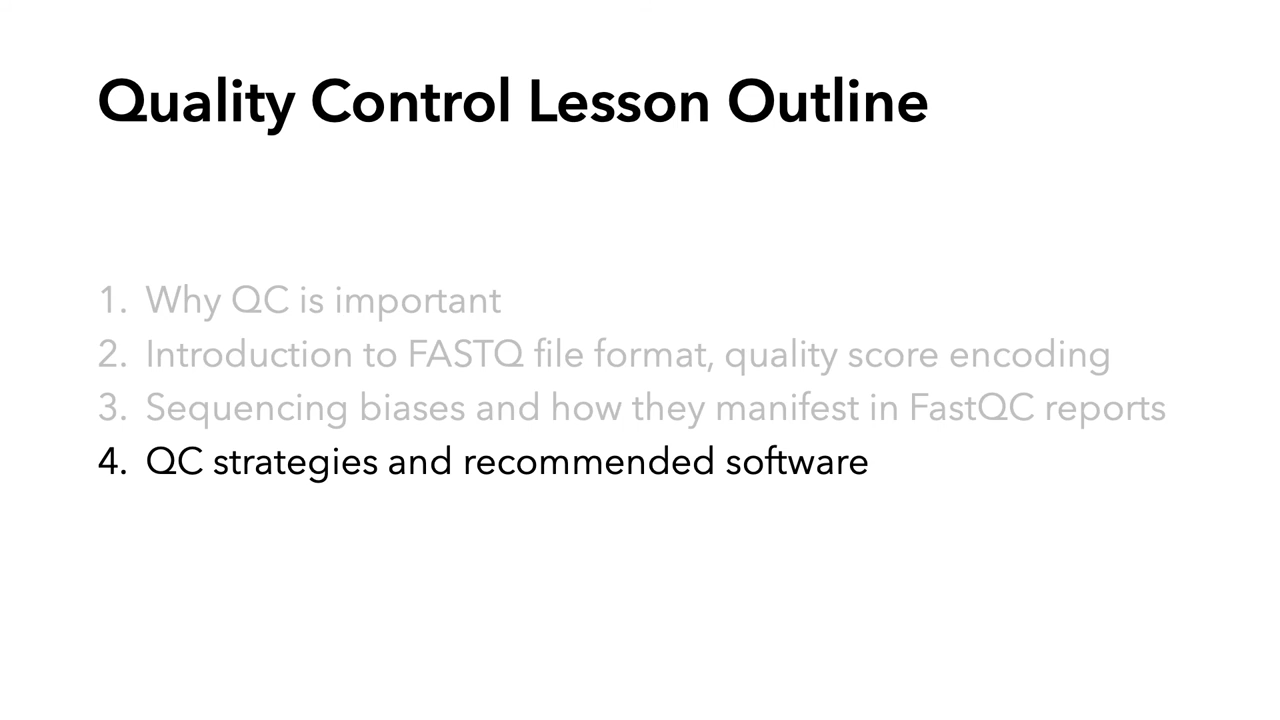 Quality Control Lesson Outline
1. Why QC is important
2. Introduction to FASTQ file format, quality score encoding
3. Sequencing biases and how they manifest in FastQC reports
4. QC strategies and recommended software